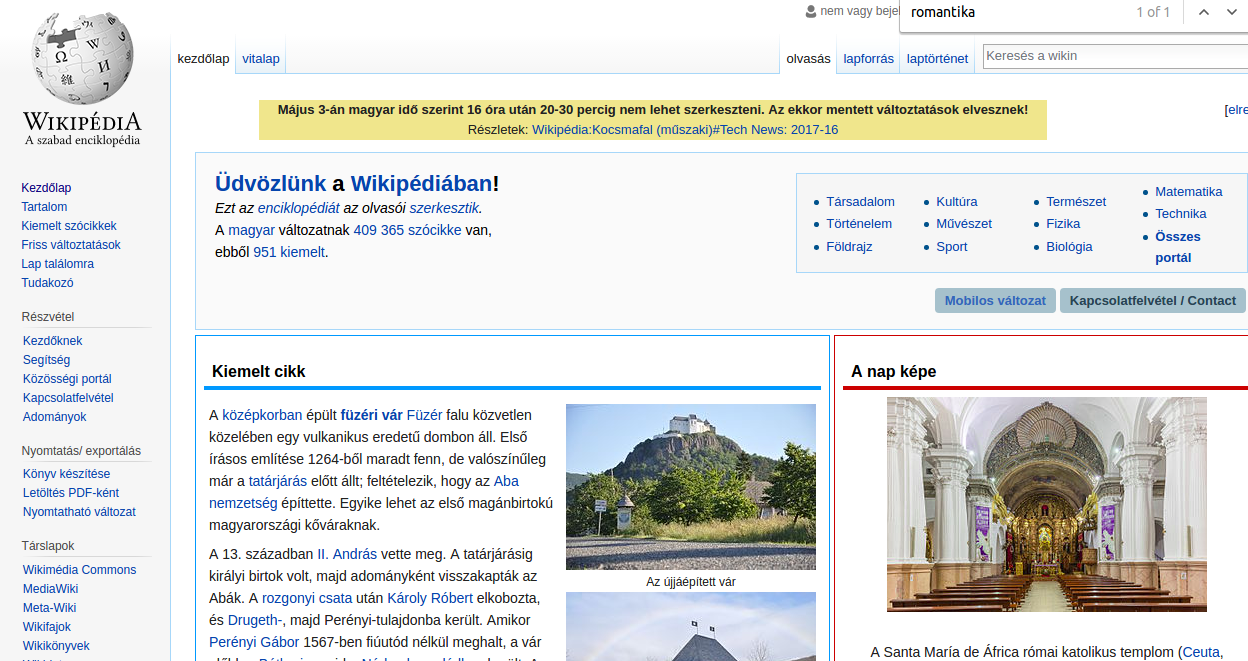 nem vagy bejel
romantika
1 of 1
WIKIPÉDIA
A szabad enciklopédia
kezdőlap
vitalap
olvasás
lapforrás
laptörténet
Keresés a wikin
Május 3-án magyar idő szerint 16 óra után 20-30 percig nem lehet szerkeszteni. Az ekkor mentett változtatások elvesznek!
Részletek: Wikipédia:Kocsmafal (műszaki)#Tech News: 2017-16
[elre
Kezdőlap
Tartalom
Kiemelt szócikkek
Friss változtatások
Lap találomra
Tudakozó
Részvétel
Kezdőknek
Segítség
Közösségi portál
Kapcsolatfelvétel
Adományok
Nyomtatás/ exportálás
Könyv készítése
Letöltés PDF-ként
Nyomtatható változat
Társlapok
Wikimédia Commons
MediaWiki
Meta-Wiki
Wikifajok
Wikikönyvek
Üdvözlünk a Wikipédiában!
Ezt az enciklopédiát az olvasói szerkesztik.
A magyar változatnak 409 365 szócikke van,
ebből 951 kiemelt.
Társadalom
Történelem
Földrajz
Kultúra
Művészet
Sport
Természet
Fizika
Biológia
Matematika
Technika
Összes
portál
Mobilos változat
Kapcsolatfelvétel / Contact
Kiemelt cikk
A középkorban épült füzéri vár Füzér falu közvetlen
közelében egy vulkanikus eredetű dombon áll. Első
írásos említése 1264-ből maradt fenn, de valószínűleg
már a tatárjárás előtt állt; feltételezik, hogy az Aba
nemzetség építtette. Egyike lehet az első magánbirtokú
magyarországi kőváraknak.
A 13. században II. András vette meg. A tatárjárásig
királyi birtok volt, majd adományként visszakapták az
Abák. A rozgonyi csata után Károly Róbert elkobozta,
és Drugeth-, majd Perényi-tulajdonba került. Amikor
Perényi Gábor 1567-ben fiúutód nélkül meghalt, a vár
Az újjáépített vár
A nap képe
A Santa María de África római katolikus templom (Ceuta,